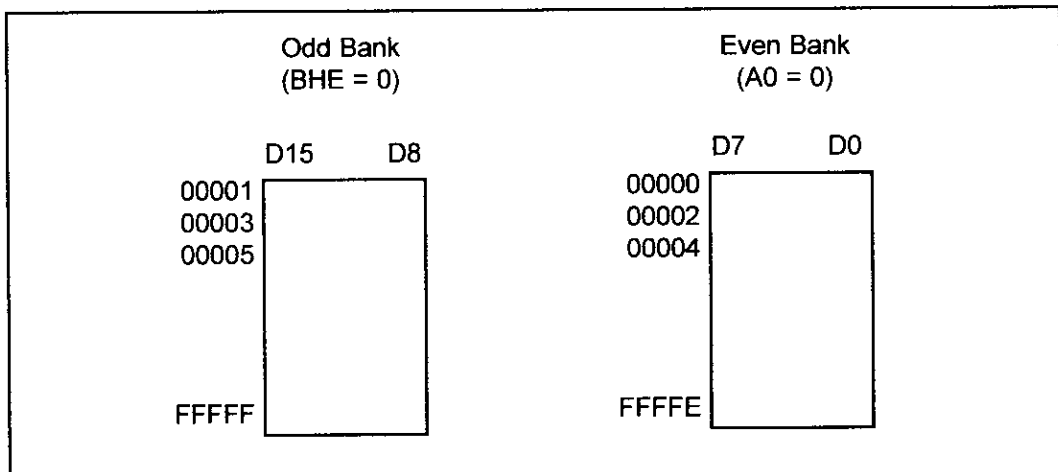 Odd Bank
(BHE = 0)
D15 D8
00001
00003
00005
FFFFF
Even Bank
(A0 = 0)
D7 D0
00000
00002
00004
FFFFE